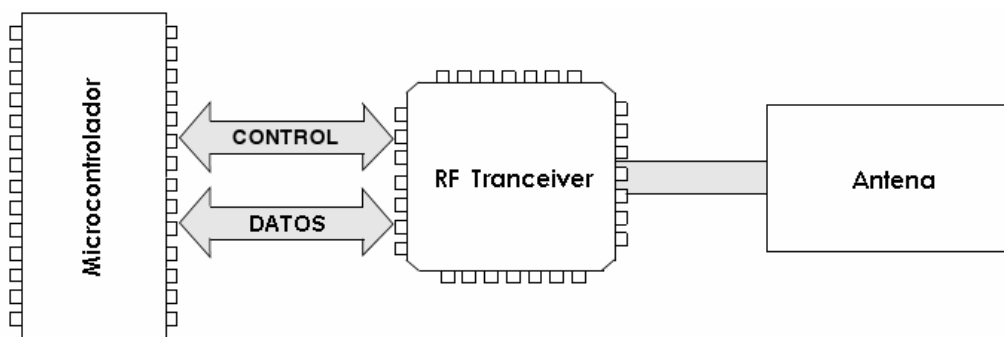 Microcontrolador
CONTROL
DATOS
RF Tranceiver
Antena